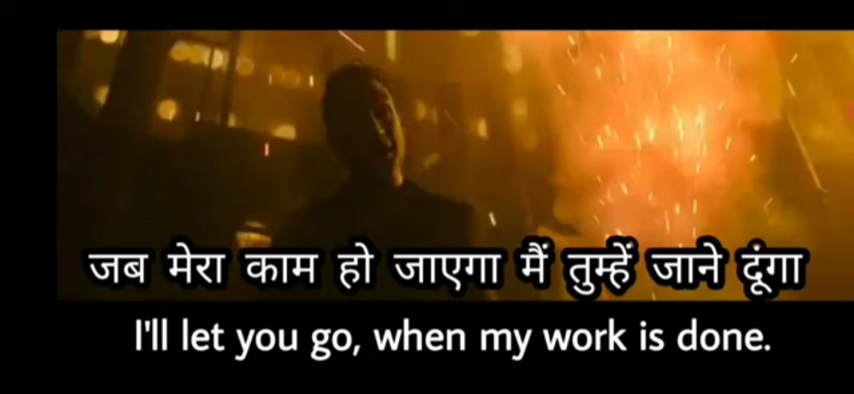 जब मेरा काम हो जाएगा मैं तुम्हें जाने दूंगा
I'll let you go, when my work is done.